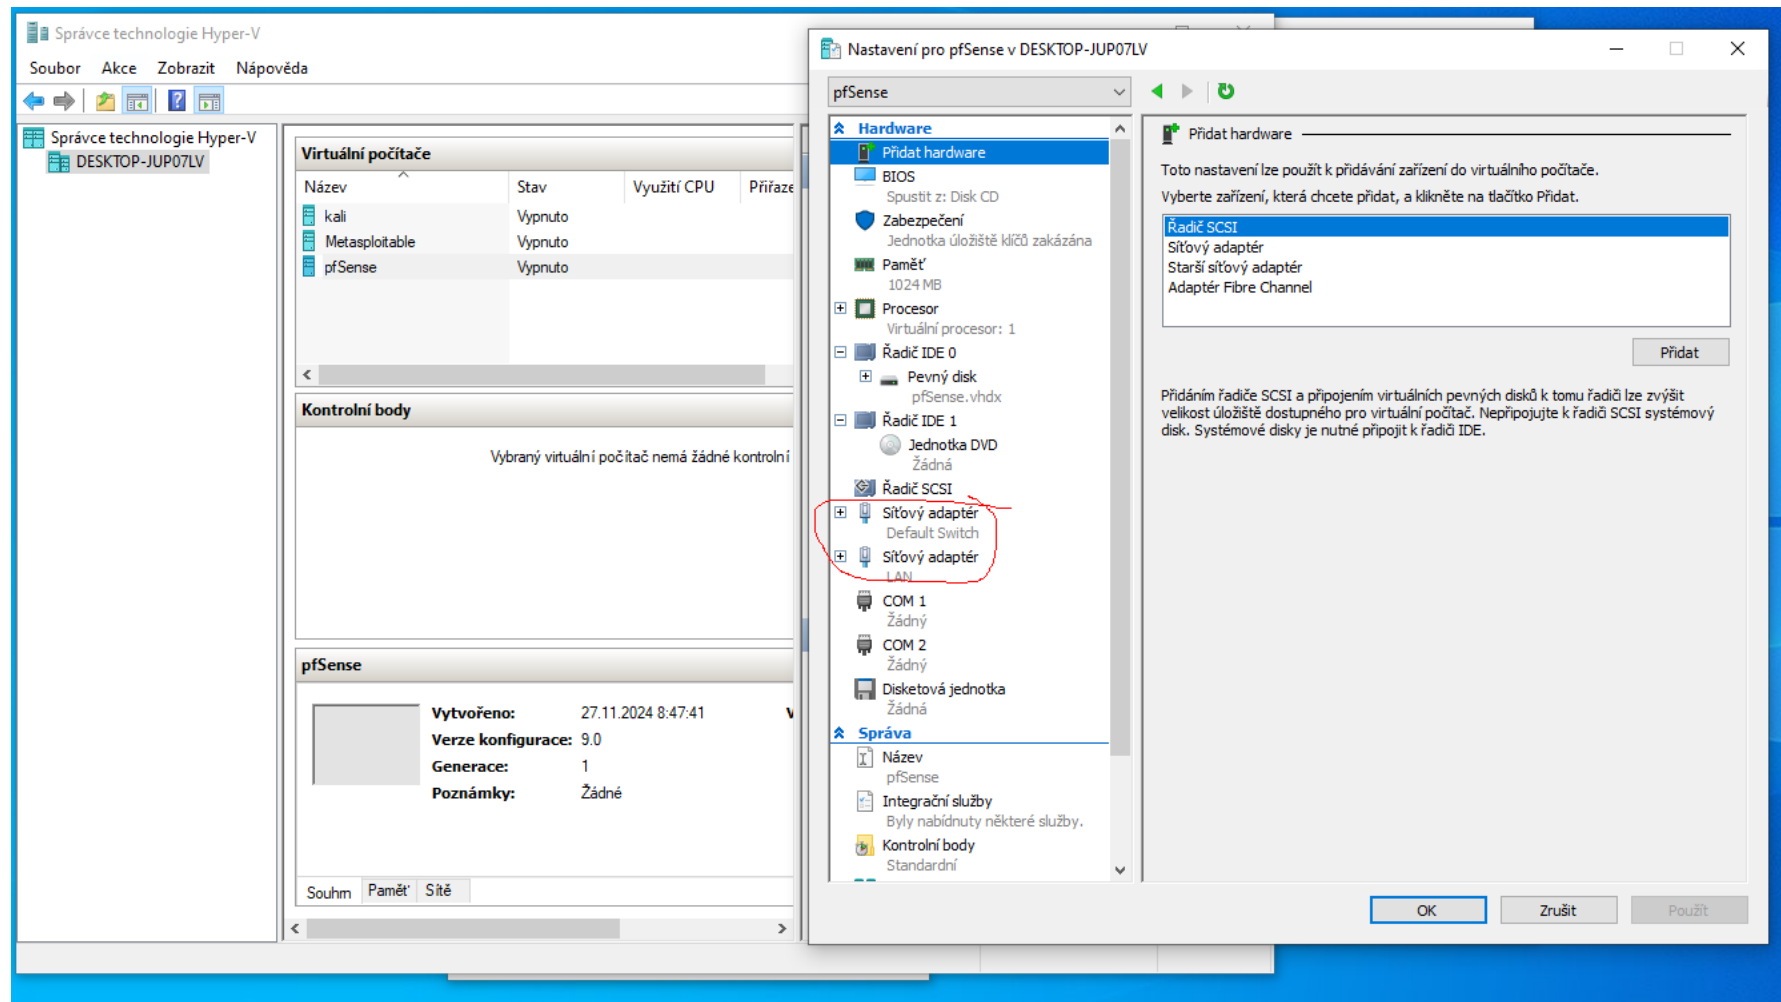 Správce technologie Hyper-V
Soubor Akce Zobrazit Nápověda
Správce technologie Hyper-V
DESKTOP-JUP07LV
Virtuální počítače
Název Stav Využití CPU Přiřaze
kali Vypnuto
Metasploitable Vypnuto
pfSense Vypnuto
Kontrolní body
Vybraný virtuální počítač nemá žádné kontrolní
pfSense
Vytvořeno: 27.11.2024 8:47:41 V
Verze konfigurace: 9.0
Generace: 1
Poznámky: Žádné
Souhrn Paměť Sítě
Nastavení pro pfSense v DESKTOP-JUP07LV
pfSense
Hardware
Přidat hardware
BIOS
Spustit z: Disk CD
Zabezpečení
Jednotka úložiště klíčů zakázána
Paměť
1024 MB
Procesor
Virtuální procesor: 1
Řadič IDE 0
Pevný disk
pfSense.vhdx
Řadič IDE 1
Jednotka DVD
Žádná
Řadič SCSI
Síťový adaptér
Default Switch
Síťový adaptér
LAN
COM 1
Žádný
COM 2
Žádný
Disketová jednotka
Žádná
Správa
Název
pfSense
Integrační služby
Byly nabídnuty některé služby.
Kontrolní body
Standardní
Přidat hardware
Toto nastavení lze použít k přidávání zařízení do virtuálního počítače.
Vyberte zařízení, která chcete přidat, a klikněte na tlačítko Přidat.
Řadič SCSI
Síťový adaptér
Starší síťový adaptér
Adaptér Fibre Channel
Přidat
Přidáním řadiče SCSI a připojením virtuálních pevných disků k tomu řadiči lze zvýšit
velikost úložiště dostupného pro virtuální počítač. Nepřipojujte k řadiči SCSI systémový
disk. Systémové disky je nutné připojit k řadiči IDE.
OK Zrušit Použít